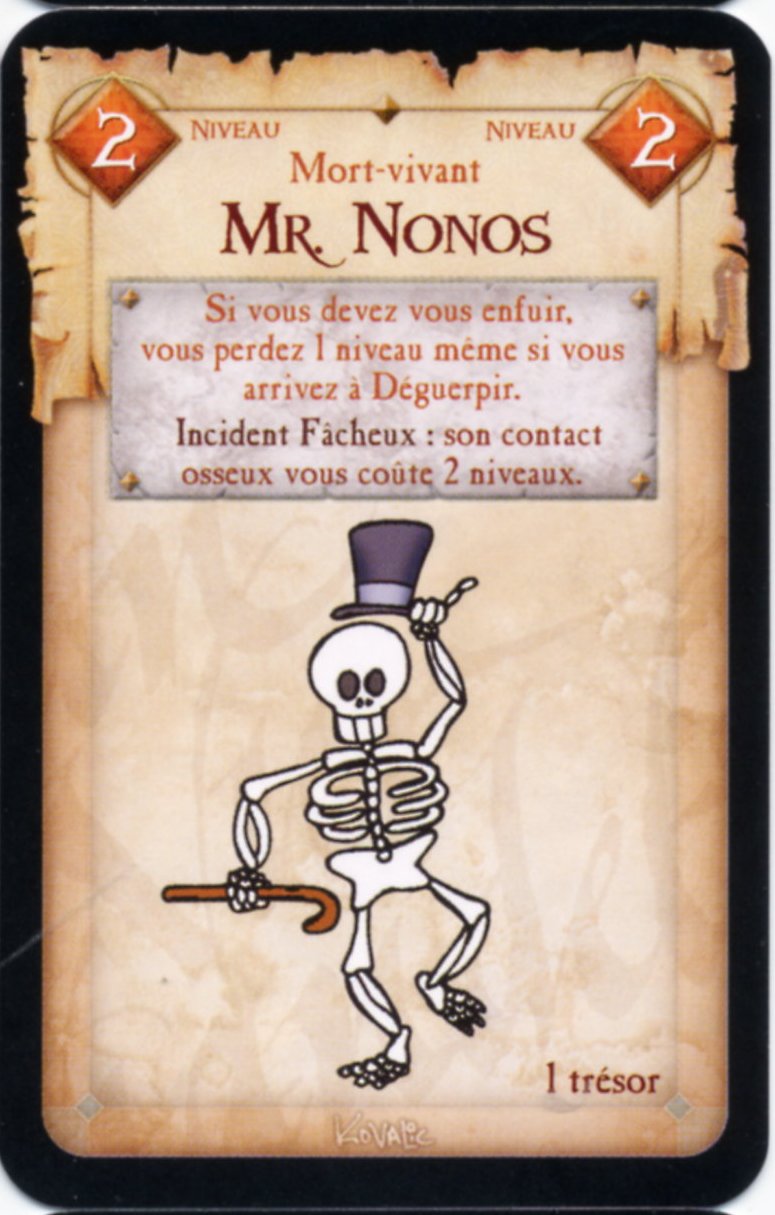 2 NIVEAU NIVEAU 2
Mort-vivant
MR. NONOS
Si vous devez vous enfuir,
vous perdez 1 niveau même si vous
arrivez à Déguerpir.
Incident Fâcheux : son contact
osseux vous coûte 2 niveaux.
1 trésor
KOVALIC